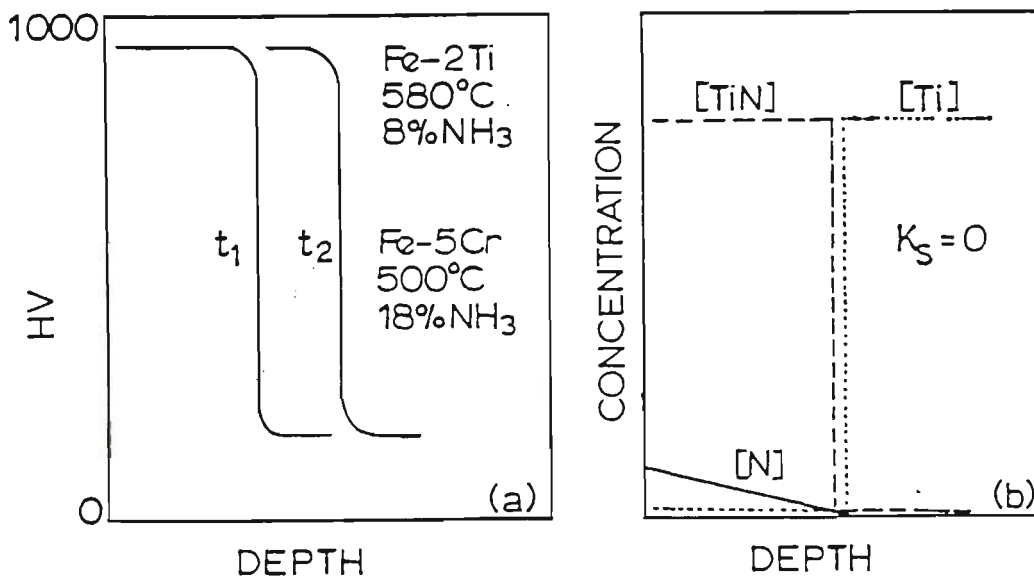 1000
Fe-2Ti
580°C
8%NH₃
t₁
t₂
Fe-5Cr
500°C
18%NH₃
HV
0
(a)
DEPTH
[TiN]
[Ti]
CONCENTRATION
Kₛ=0
[N]
(b)
DEPTH